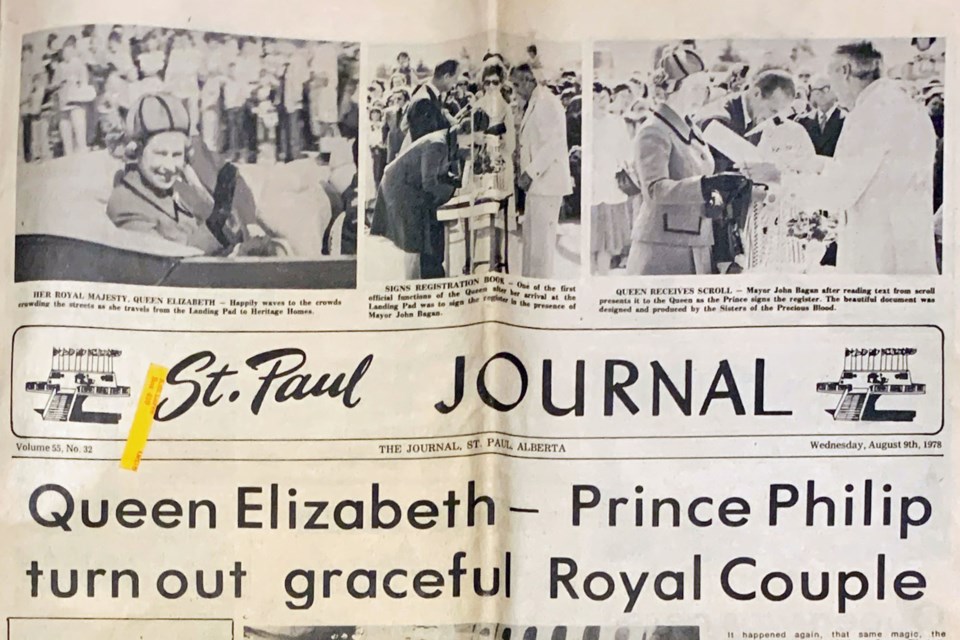 HER ROYAL MAJESTY, QUEEN ELIZABETH — Happily waves to the crowds
crowding the streets as she travels from the Landing Pad to Heritage Homes.
SIGNS REGISTRATION BOOK — One of the first
official functions of the Queen after her arrival at the
Landing Pad was to sign the register in the presence of
Mayor John Bagan.
QUEEN RECEIVES SCROLL — Mayor John Bagan after reading text from scroll
presents it to the Queen as the Prince signs the register. The beautiful document was
designed and produced by the Sisters of the Precious Blood.
St. Paul JOURNAL
Volume 55, No. 32
THE JOURNAL, ST. PAUL, ALBERTA
Wednesday, August 9th, 1978
Queen Elizabeth – Prince Philip
turn out graceful Royal Couple
It happened again, that same magic, the